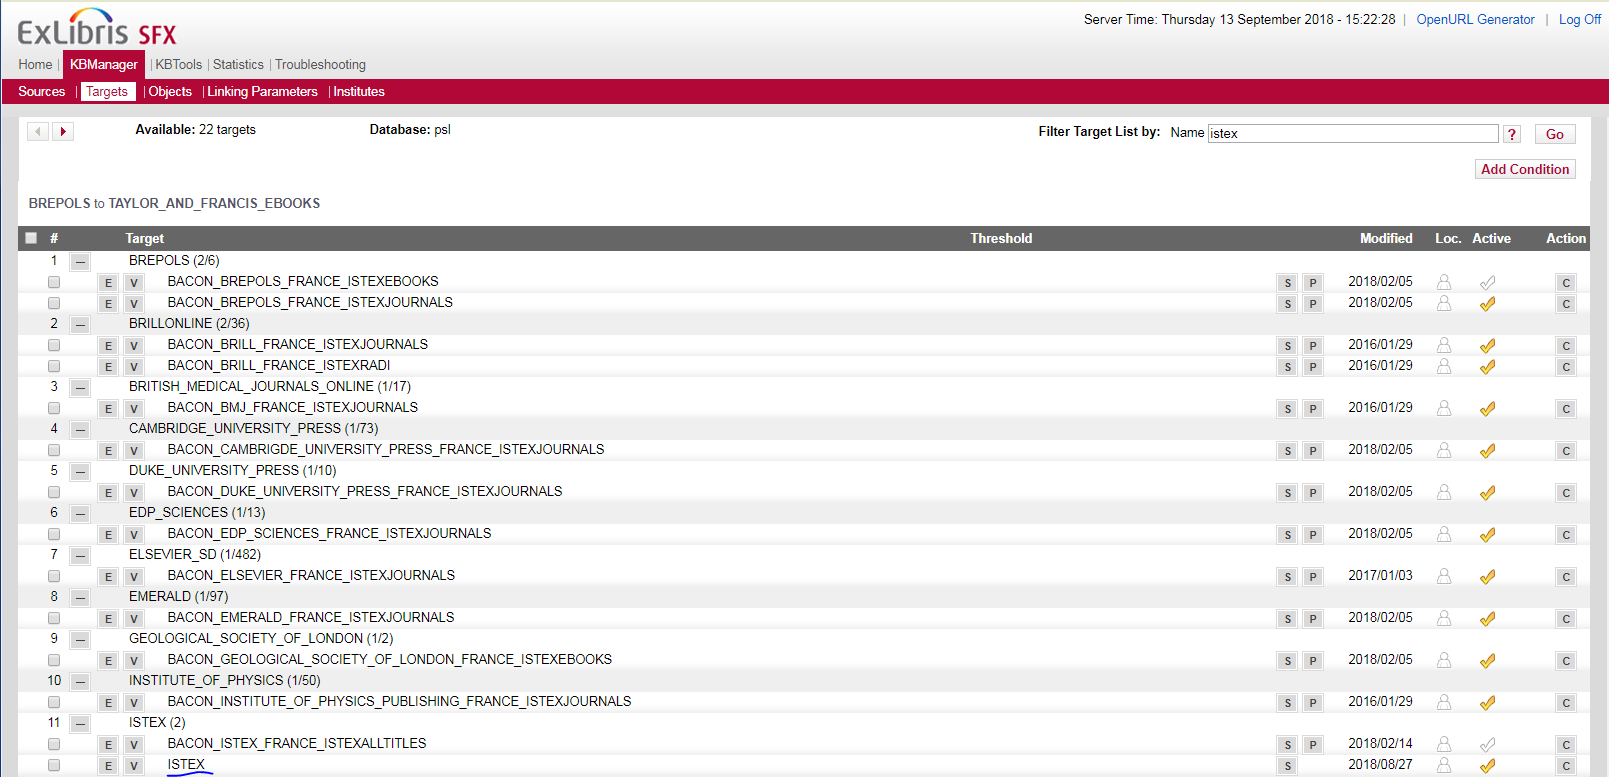 Server Time: Thursday 13 September 2018 - 15:22:28 | OpenURL Generator | Log Off
ExLibris SFX
Home | KBManager | KBTools | Statistics | Troubleshooting
Sources | Targets | Objects | Linking Parameters | Institutes
Available: 22 targets Database: psl Filter Target List by: Name istex ? Go
Add Condition
BREPOLS to TAYLOR_AND_FRANCIS_EBOOKS
# Target Threshold Modified Loc. Active Action
1 BREPOLS (2/6)
E V BACON_BREPOLS_FRANCE_ISTEXEBOOKS S P 2018/02/05 C
E V BACON_BREPOLS_FRANCE_ISTEXJOURNALS S P 2018/02/05 C
2 BRILLONLINE (2/36)
E V BACON_BRILL_FRANCE_ISTEXJOURNALS S P 2016/01/29 C
E V BACON_BRILL_FRANCE_ISTEXRADI S P 2016/01/29 C
3 BRITISH_MEDICAL_JOURNALS_ONLINE (1/17)
E V BACON_BMJ_FRANCE_ISTEXJOURNALS S P 2016/01/29 C
4 CAMBRIDGE_UNIVERSITY_PRESS (1/73)
E V BACON_CAMBRIGDE_UNIVERSITY_PRESS_FRANCE_ISTEXJOURNALS S P 2018/02/05 C
5 DUKE_UNIVERSITY_PRESS (1/10)
E V BACON_DUKE_UNIVERSITY_PRESS_FRANCE_ISTEXJOURNALS S P 2018/02/05 C
6 EDP_SCIENCES (1/13)
E V BACON_EDP_SCIENCES_FRANCE_ISTEXJOURNALS S P 2018/02/05 C
7 ELSEVIER_SD (1/482)
E V BACON_ELSEVIER_FRANCE_ISTEXJOURNALS S P 2017/01/03 C
8 EMERALD (1/97)
E V BACON_EMERALD_FRANCE_ISTEXJOURNALS S P 2018/02/05 C
9 GEOLOGICAL_SOCIETY_OF_LONDON (1/2)
E V BACON_GEOLOGICAL_SOCIETY_OF_LONDON_FRANCE_ISTEXEBOOKS S P 2018/02/05 C
10 INSTITUTE_OF_PHYSICS (1/50)
E V BACON_INSTITUTE_OF_PHYSICS_PUBLISHING_FRANCE_ISTEXJOURNALS S P 2016/01/29 C
11 ISTEX (2)
E V BACON_ISTEX_FRANCE_ISTEXALLTITLES S P 2018/02/14 C
E V ISTEX S 2018/08/27 C